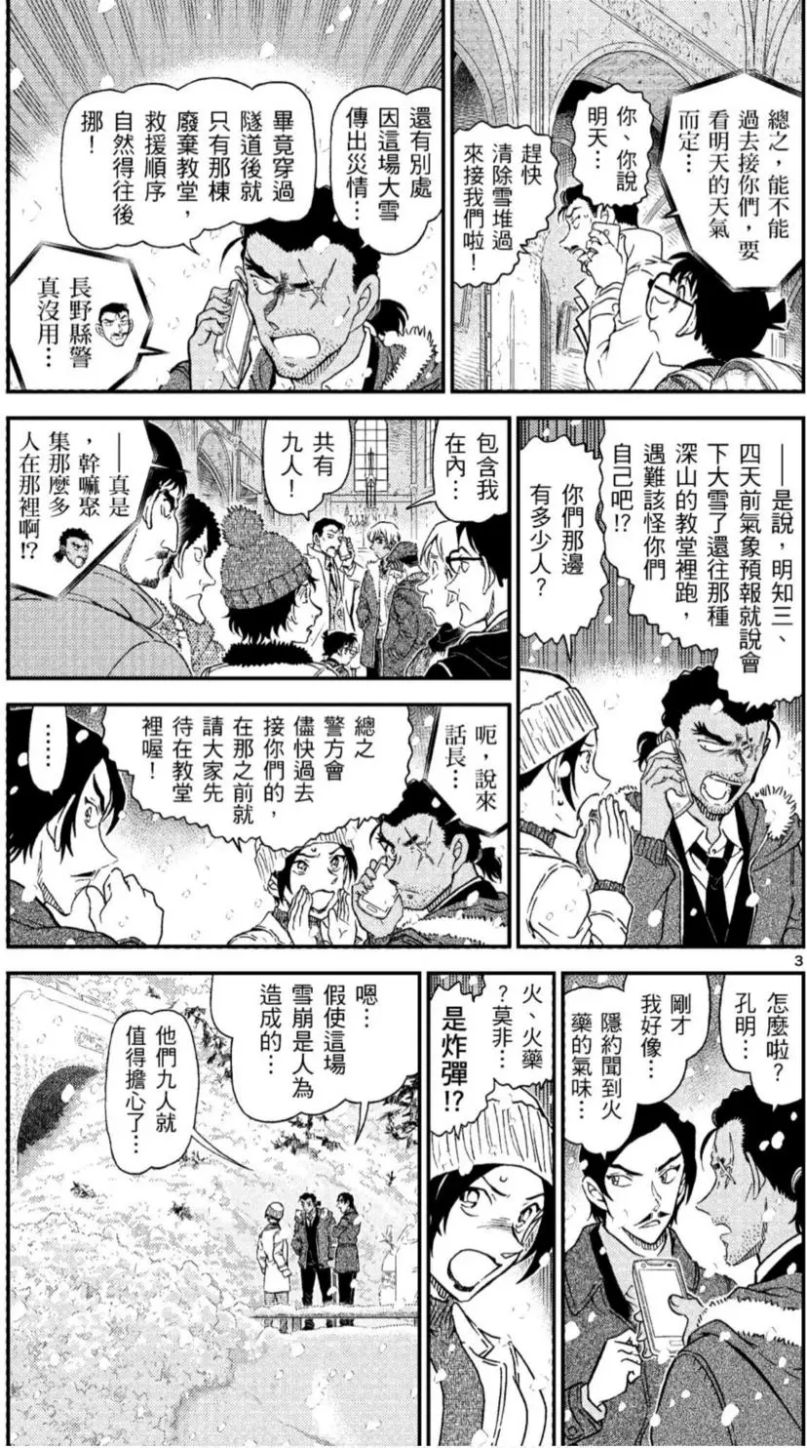 總之，能不能
過去接你們，要
看明天的天氣
而定…
你、你說
明天…
趕快
清除雪堆過
來接我們啦！
還有別處
因這場大雪
傳出災情…
畢竟穿過
隧道後就
只有那棟
廢棄教堂，
救援順序
自然得往後
挪！
長野縣警
真沒用…
——是說，明知三、
四天前氣象預報就說會
下大雪了還往那種
深山的教堂裡跑，
遇難該怪你們
自己吧!?
你們那邊
有多少人？
包含我
在內…
共有
九人！
——真是
，幹嘛聚
集那麼多
人在那裡啊!?
呃，說來
話長…
總之
警方會
儘快過去
接你們的，
在那之前就
請大家先
待在教堂
裡喔！
……
3
怎麼啦？
孔明…
剛才
我好像…
隱約聞到火
藥的氣味…
火、火藥
？莫非…
是炸彈!?
嗯…
假使這場
雪崩是人為
造成的…
他們九人就
值得擔心了…